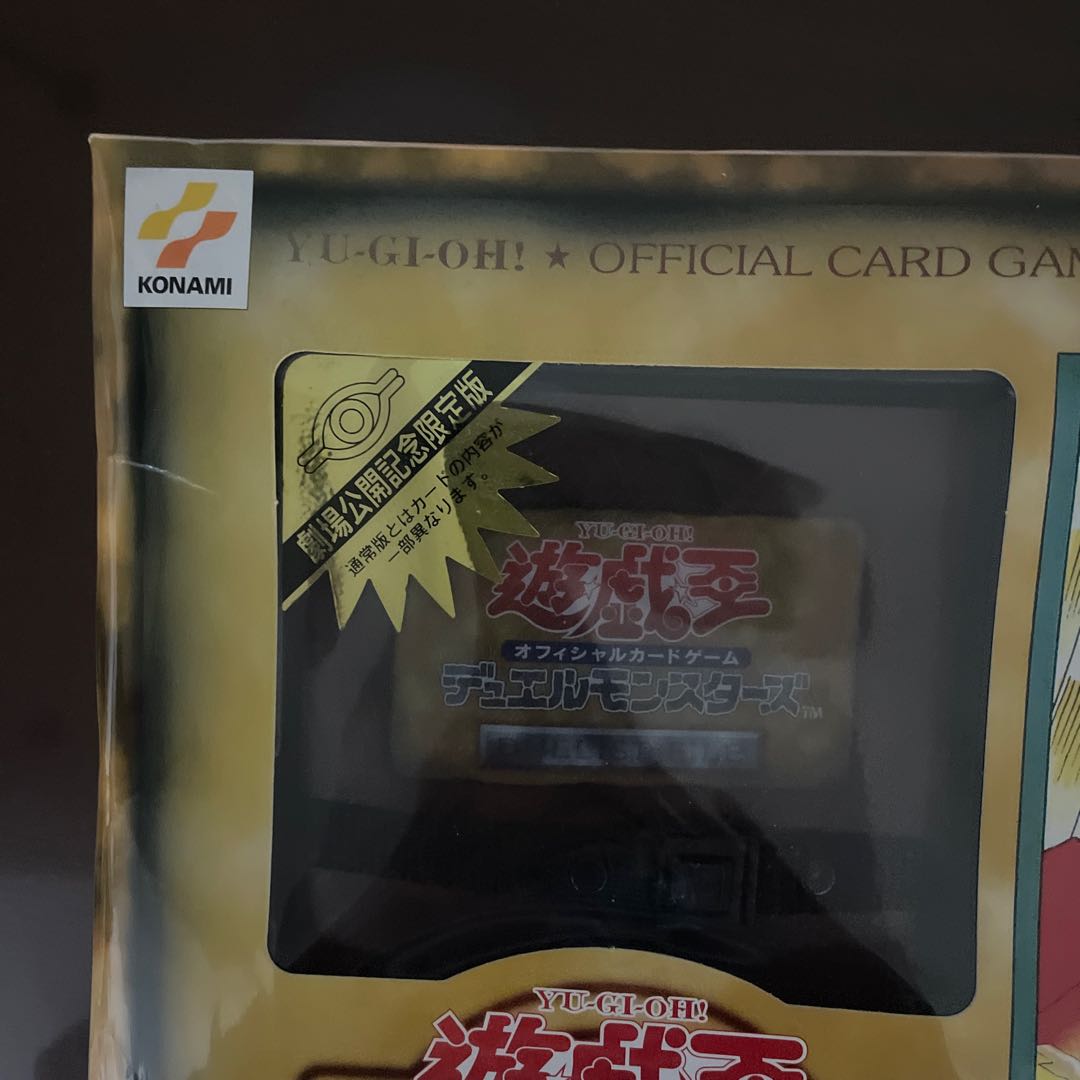 KONAMI
YU-GI-OH! ★ OFFICIAL CARD GAM
劇場公開記念限定版
通常版とはカードの内容が
一部異なります。
YU-GI-OH!
遊戯王
オフィシャルカードゲーム
デュエルモンスターズ™
YU-GI-OH!
遊戯王